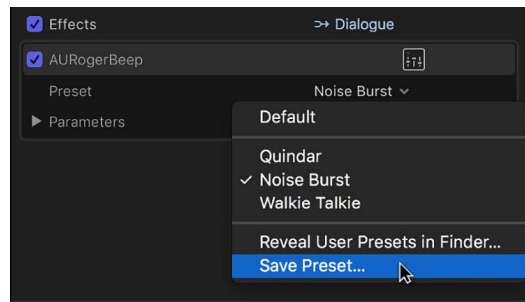 Effects
Dialogue
AURogerBeep
Preset
Noise Burst
Parameters
Default
Quindar
Noise Burst
Walkie Talkie
Reveal User Presets in Finder...
Save Preset...